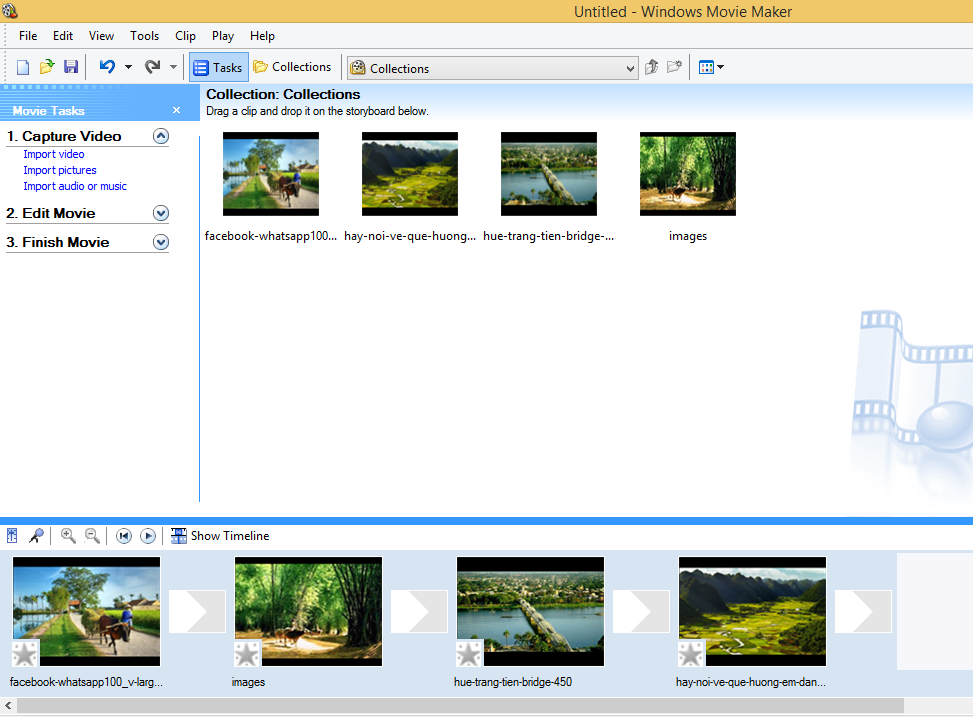 Untitled - Windows Movie Maker
File Edit View Tools Clip Play Help
Tasks Collections Collections
Movie Tasks
1. Capture Video
Import video
Import pictures
Import audio or music
2. Edit Movie
3. Finish Movie
Collection: Collections
Drag a clip and drop it on the storyboard below.
facebook-whatsapp100... hay-noi-ve-que-huong... hue-trang-tien-bridge-... images
Show Timeline
facebook-whatsapp100_v-larg... images hue-trang-tien-bridge-450 hay-noi-ve-que-huong-em-dan...